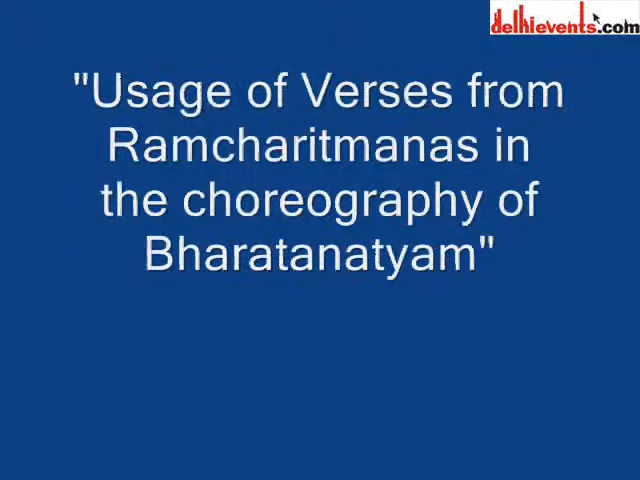 delhievents.com
"Usage of Verses from
Ramcharitmanas in
the choreography of
Bharatanatyam"